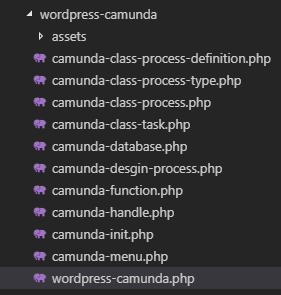 wordpress-camunda
assets
camunda-class-process-definition.php
camunda-class-process-type.php
camunda-class-process.php
camunda-class-task.php
camunda-database.php
camunda-desgin-process.php
camunda-function.php
camunda-handle.php
camunda-init.php
camunda-menu.php
wordpress-camunda.php